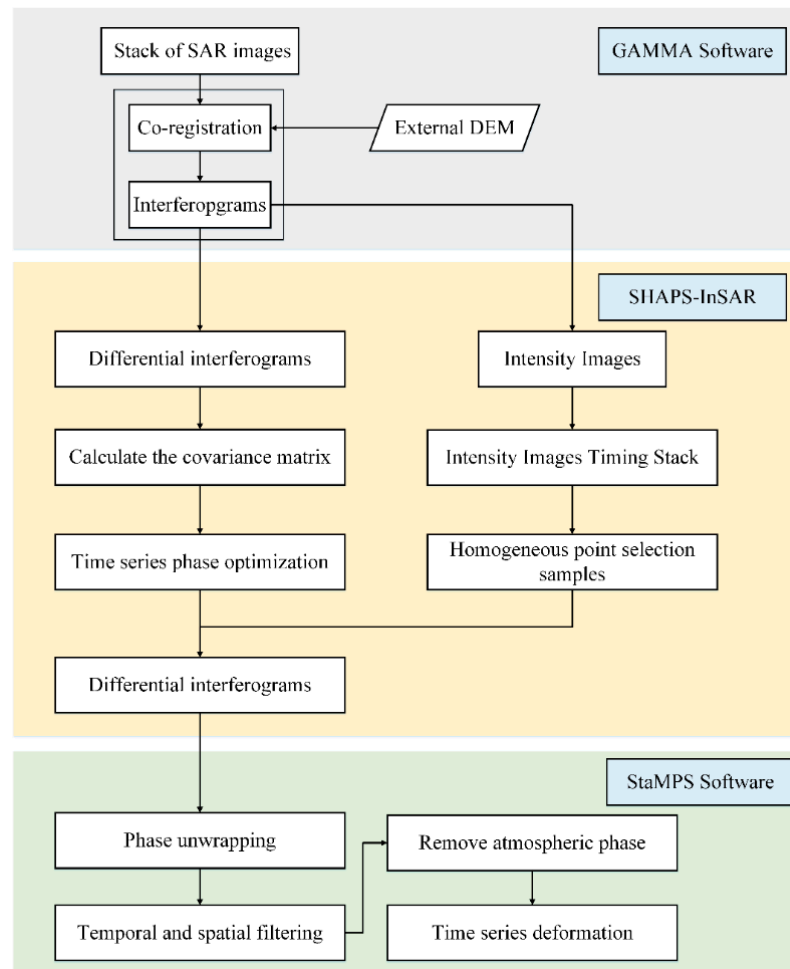 Stack of SAR images
GAMMA Software
Co-registration
External DEM
Interferopgrams
SHAPS-InSAR
Differential interferograms
Intensity Images
Calculate the covariance matrix
Intensity Images Timing Stack
Time series phase optimization
Homogeneous point selection
samples
Differential interferograms
StaMPS Software
Phase unwrapping
Remove atmospheric phase
Temporal and spatial filtering
Time series deformation